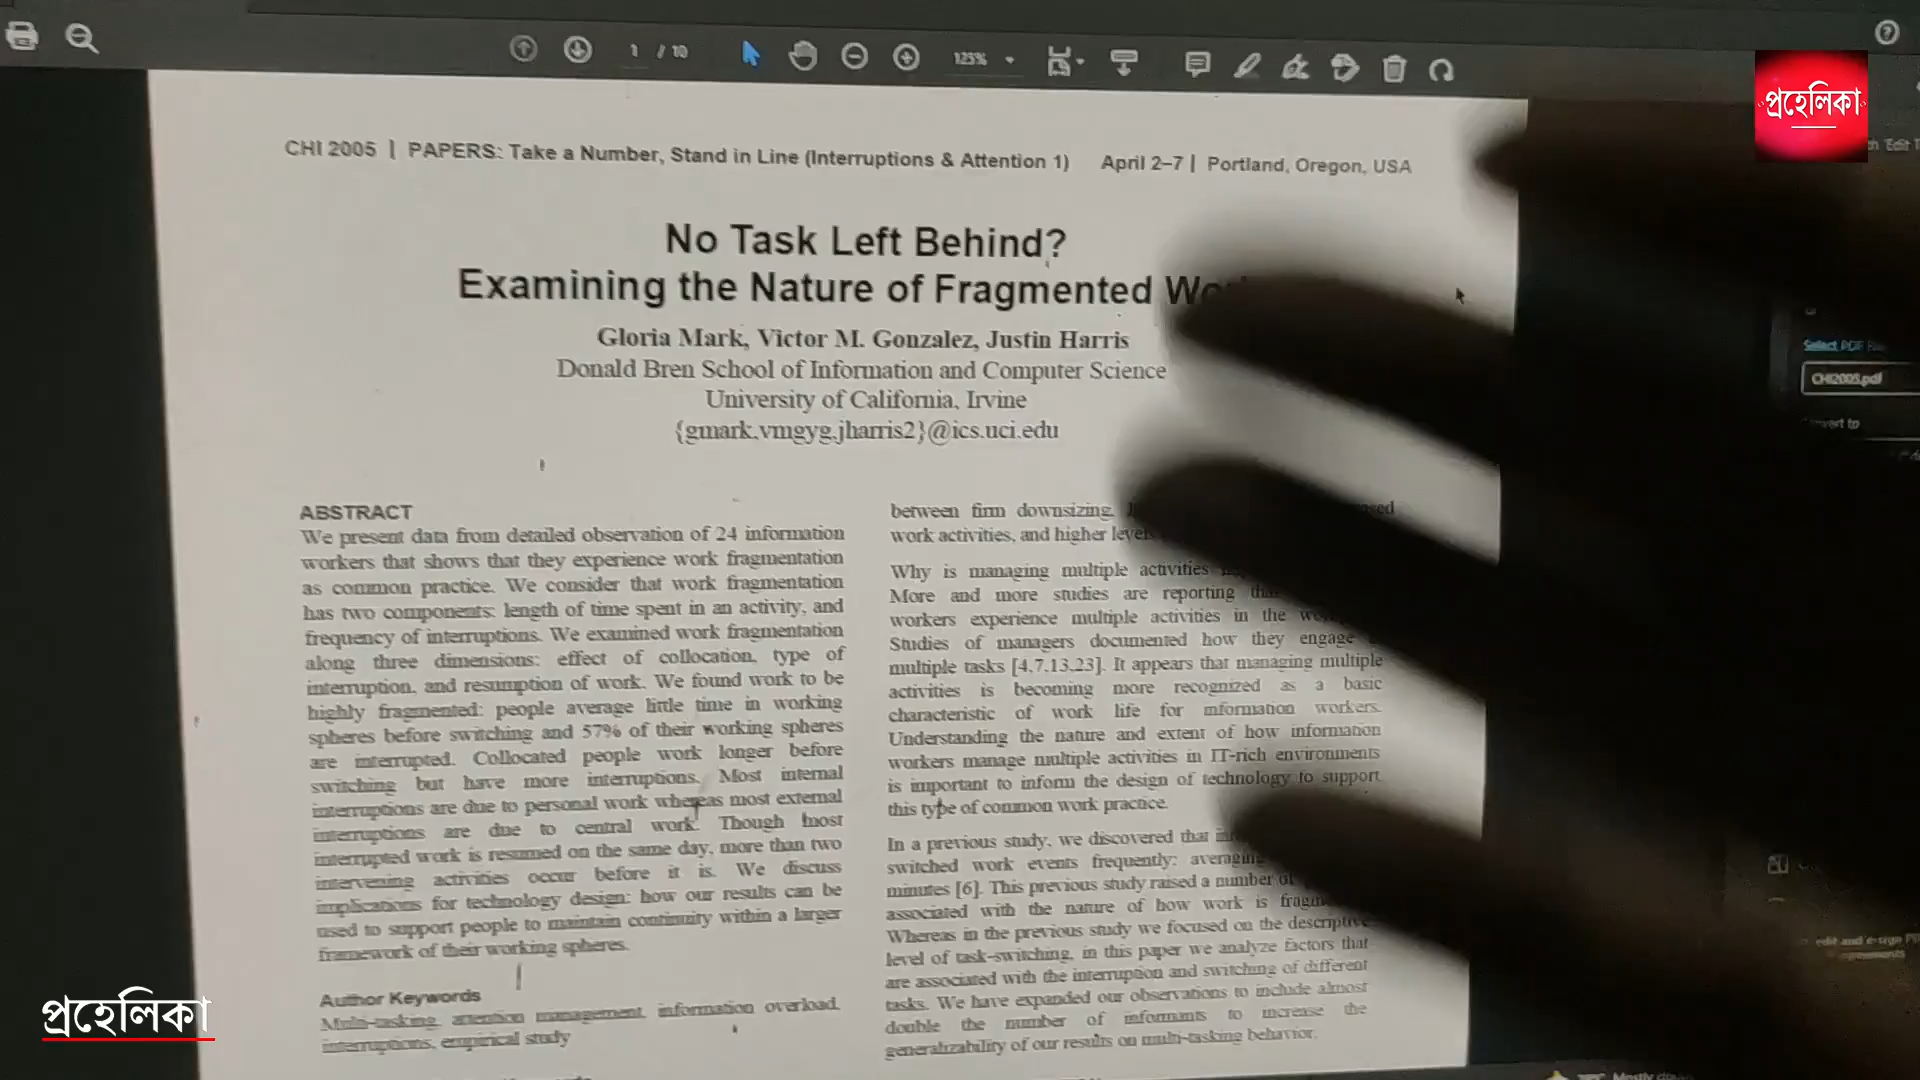 1 / 10
125%
প্রহেলিকা
CHI 2005 | PAPERS: Take a Number, Stand in Line (Interruptions & Attention 1) April 2–7 | Portland, Oregon, USA
No Task Left Behind?
Examining the Nature of Fragmented
Gloria Mark, Victor M. Gonzalez, Justin Harris
Donald Bren School of Information and Computer Science
University of California, Irvine
{gmark,vmgyg,jharris2}@ics.uci.edu
ABSTRACT
We present data from detailed observation of 24 information
workers that shows that they experience work fragmentation
as common practice. We consider that work fragmentation
has two components: length of time spent in an activity, and
frequency of interruptions. We examined work fragmentation
along three dimensions: effect of collocation, type of
interruption, and resumption of work. We found work to be
highly fragmented: people average little time in working
spheres before switching and 57% of their working spheres
are interrupted. Collocated people work longer before
switching but have more interruptions. Most internal
interruptions are due to personal work whereas most external
interruptions are due to central work. Though most
interrupted work is resumed on the same day, more than two
intervening activities occur before it is. We discuss
implications for technology design: how our results can be
used to support people to maintain continuity within a larger
framework of their working spheres.
Author Keywords
Multi-tasking, attention management, information overload,
interruptions, empirical study
between firm downsizing,
work activities, and higher
Why is managing multiple activities
More and more studies are reporting
workers experience multiple activities in the
Studies of managers documented how they engage
multiple tasks [4,7,13,23]. It appears that managing multiple
activities is becoming more recognized as a basic
characteristic of work life for information workers.
Understanding the nature and extent of how information
workers manage multiple activities in IT-rich environments
is important to inform the design of technology to support
this type of common work practice.
In a previous study, we discovered that
switched work events frequently: averaging
minutes [6]. This previous study raised a number of
associated with the nature of how work is
Whereas in the previous study we focused on the descriptive
level of task-switching, in this paper we analyze factors that
are associated with the interruption and switching of different
tasks. We have expanded our observations to include almost
double the number of informants to increase the
generalizability of our results on multi-tasking behavior.
Select PDF
CHI2005.pdf
প্রহেলিকা